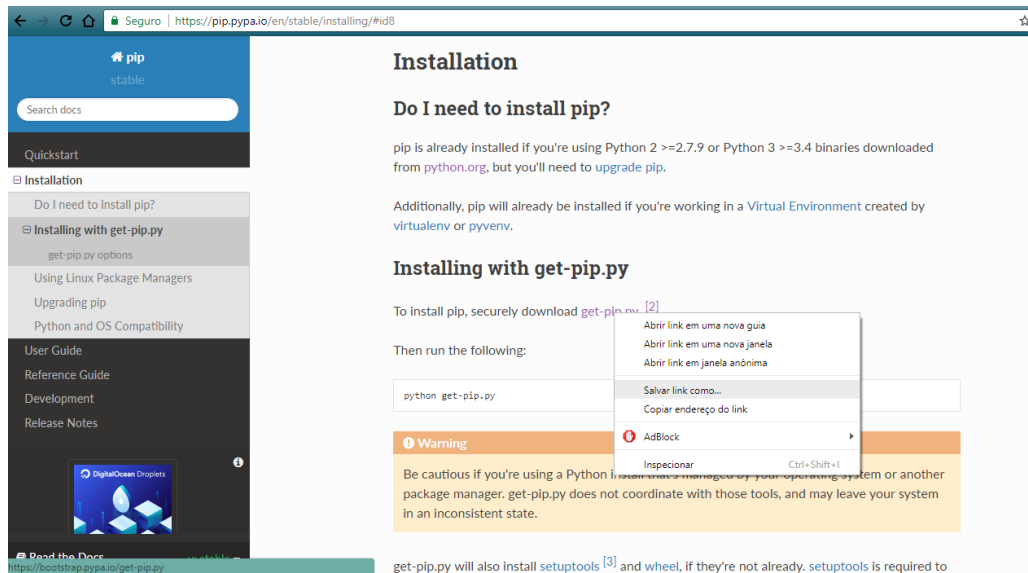 Seguro | https://pip.pypa.io/en/stable/installing/#id8
pip
stable
Search docs
Quickstart
Installation
Do I need to install pip?
Installing with get-pip.py
get-pip.py options
Using Linux Package Managers
Upgrading pip
Python and OS Compatibility
User Guide
Reference Guide
Development
Release Notes
DigitalOcean Droplets
Read the Docs
https://bootstrap.pypa.io/get-pip.py
Installation
Do I need to install pip?
pip is already installed if you're using Python 2 >=2.7.9 or Python 3 >=3.4 binaries downloaded
from python.org, but you'll need to upgrade pip.
Additionally, pip will already be installed if you're working in a Virtual Environment created by
virtualenv or pyvenv.
Installing with get-pip.py
To install pip, securely download get-pip.py. [2]
Then run the following:
python get-pip.py
Abrir link em uma nova guia
Abrir link em uma nova janela
Abrir link em janela anônima
Salvar link como...
Copiar endereço do link
AdBlock
Inspecionar Ctrl+Shift+I
Warning
Be cautious if you're using a Python install that's managed by your operating system or another
package manager. get-pip.py does not coordinate with those tools, and may leave your system
in an inconsistent state.
get-pip.py will also install setuptools [3] and wheel, if they're not already. setuptools is required to